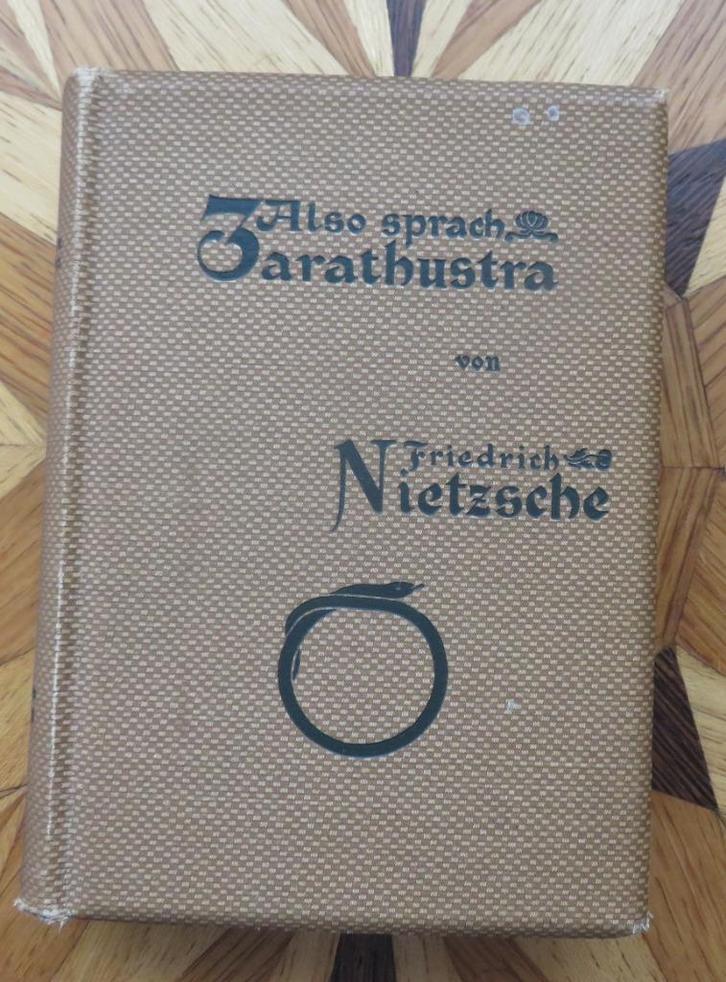 Also sprach
Zarathustra
von
Friedrich
Nietzsche